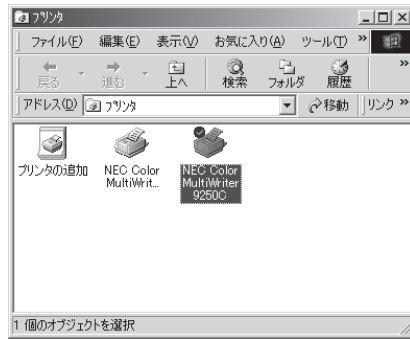 プリンタ
ファイル(F) 編集(E) 表示(V) お気に入り(A) ツール(T) »
戻る 進む 上へ 検索 フォルダ 履歴 »
アドレス(D) プリンタ 移動 リンク »
プリンタの追加 NEC Color MultiWrit... NEC Color MultiWriter 9250C
1 個のオブジェクトを選択